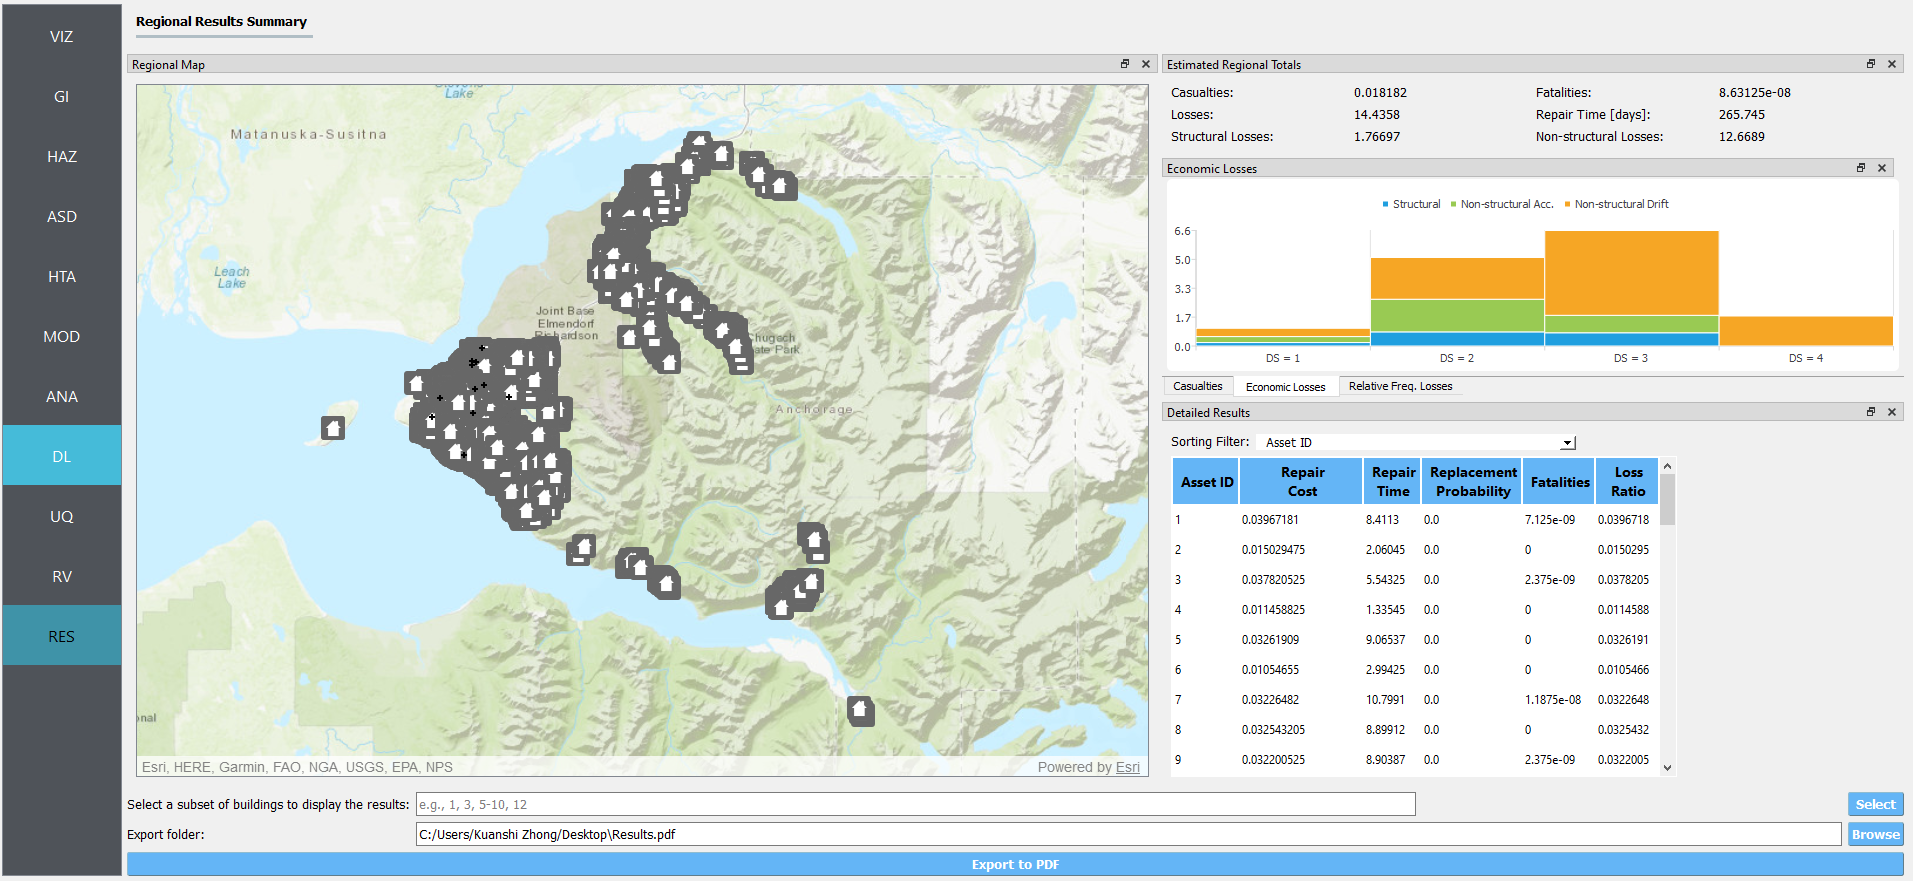 VIZ
GI
HAZ
ASD
HTA
MOD
ANA
DL
UQ
RV
RES
Regional Results Summary
Regional Map
Lake
Matanuska-Susitna
Leach
Lake
Joint Base
Elmendorf
Richardson
Park
Anchorage
Esri, HERE, Garmin, FAO, NGA, USGS, EPA, NPS
Powered by Esri
Estimated Regional Totals
Casualties: 0.018182 Fatalities: 8.63125e-08
Losses: 14.4358 Repair Time [days]: 265.745
Structural Losses: 1.76697 Non-structural Losses: 12.6689
Economic Losses
Structural Non-structural Acc. Non-structural Drift
6.6
5.0
3.3
1.7
0.0
DS = 1 DS = 2 DS = 3 DS = 4
Casualties Economic Losses Relative Freq. Losses
Detailed Results
Sorting Filter: Asset ID
Asset ID Repair Cost Repair Time Replacement Probability Fatalities Loss Ratio
1 0.03967181 8.4113 0.0 7.125e-09 0.0396718
2 0.015029475 2.06045 0.0 0 0.0150295
3 0.037820525 5.54325 0.0 2.375e-09 0.0378205
4 0.011458825 1.33545 0.0 0 0.0114588
5 0.03261909 9.06537 0.0 0 0.0326191
6 0.01054655 2.99425 0.0 0 0.0105466
7 0.03226482 10.7991 0.0 1.1875e-08 0.0322648
8 0.032543205 8.89912 0.0 0 0.0325432
9 0.032200525 8.90387 0.0 2.375e-09 0.0322005
Select a subset of buildings to display the results: e.g., 1, 3, 5-10, 12
Select
Export folder: C:/Users/Kuanshi Zhong/Desktop\Results.pdf
Browse
Export to PDF